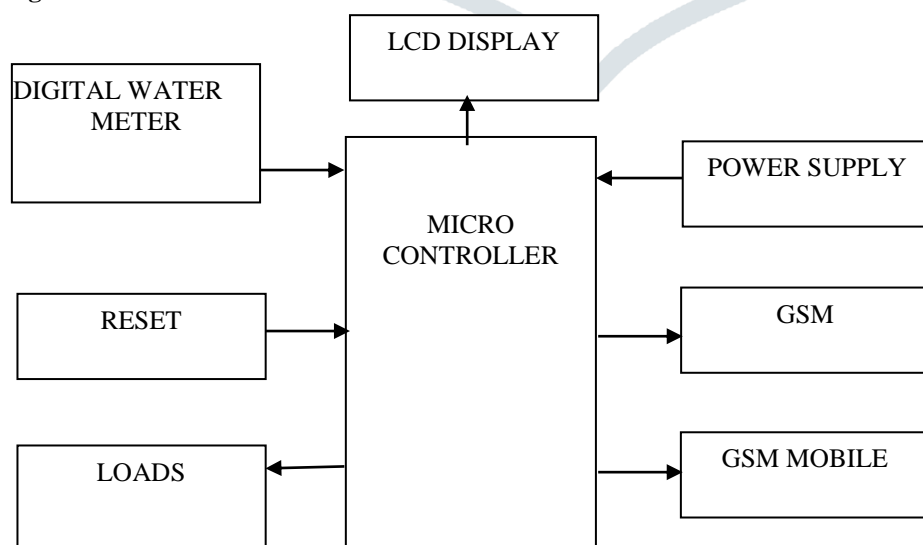 LCD DISPLAY
DIGITAL WATER
METER
POWER SUPPLY
MICRO
CONTROLLER
RESET
GSM
LOADS
GSM MOBILE